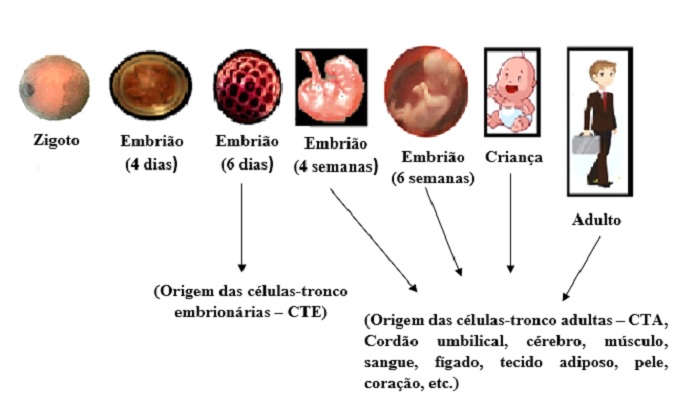 Zigoto
Embrião
(4 dias)
Embrião
(6 dias)
Embrião
(4 semanas)
Embrião
(6 semanas)
Criança
Adulto
(Origem das células-tronco
embrionárias – CTE)
(Origem das células-tronco adultas – CTA,
Cordão umbilical, cérebro, músculo,
sangue, fígado, tecido adiposo, pele,
coração, etc.)